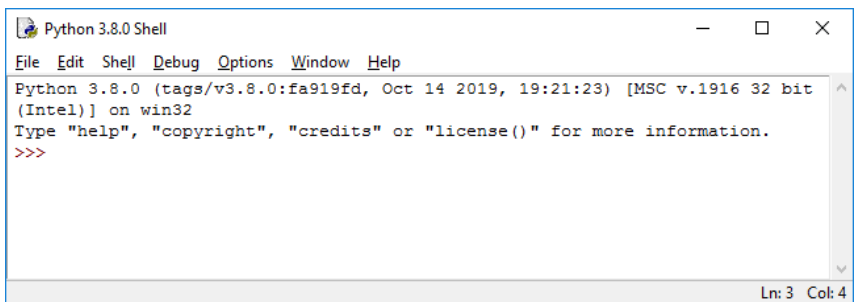 Python 3.8.0 Shell
File Edit Shell Debug Options Window Help
Python 3.8.0 (tags/v3.8.0:fa919fd, Oct 14 2019, 19:21:23) [MSC v.1916 32 bit
(Intel)] on win32
Type "help", "copyright", "credits" or "license()" for more information.
>>>
Ln: 3 Col: 4